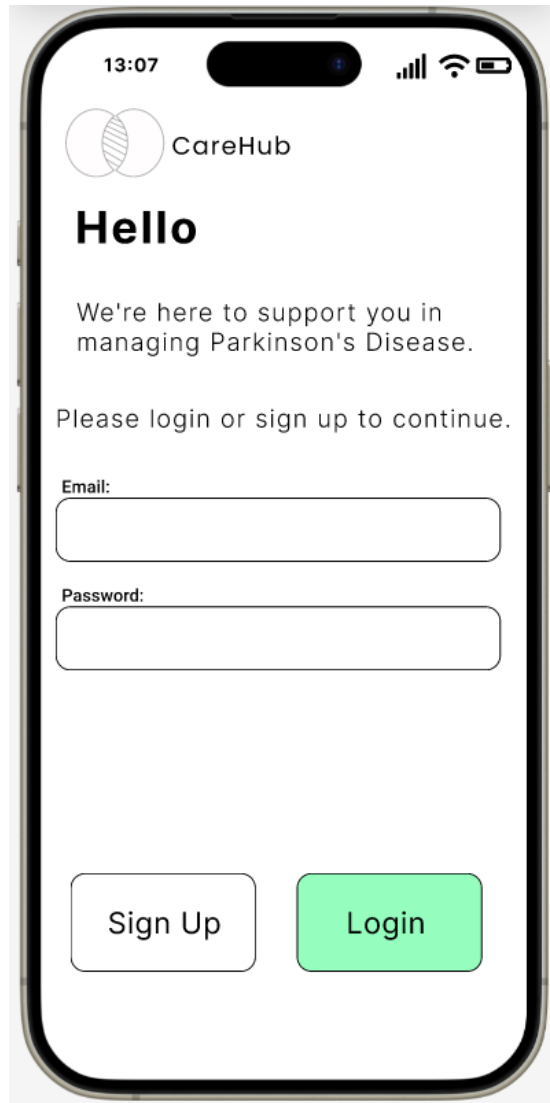 13:07
CareHub
Hello
We're here to support you in
managing Parkinson's Disease.
Please login or sign up to continue.
Email:
Password:
Sign Up
Login